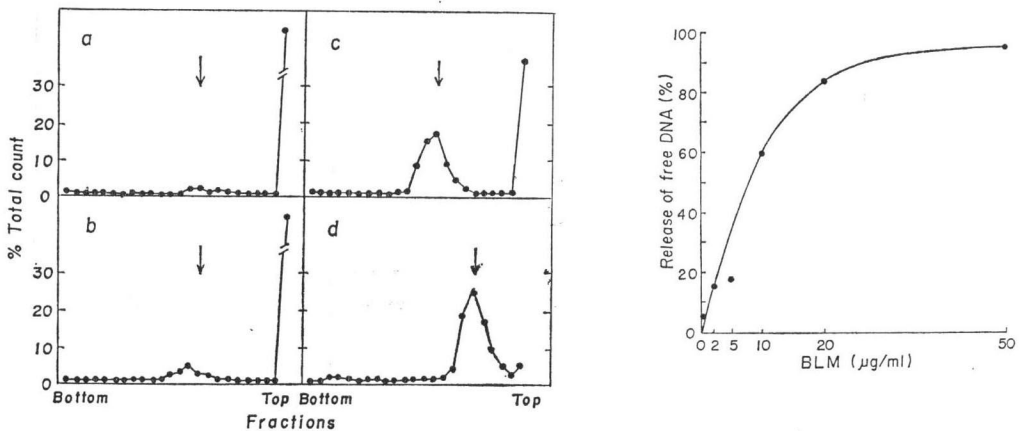 a
c
30
20
10
0
% Total count
b
d
30
20
10
0
Bottom
Top
Bottom
Top
Fractions
100
80
60
40
20
0
Release of free DNA (%)
0 2 5 10 20 50
BLM (µg/ml)